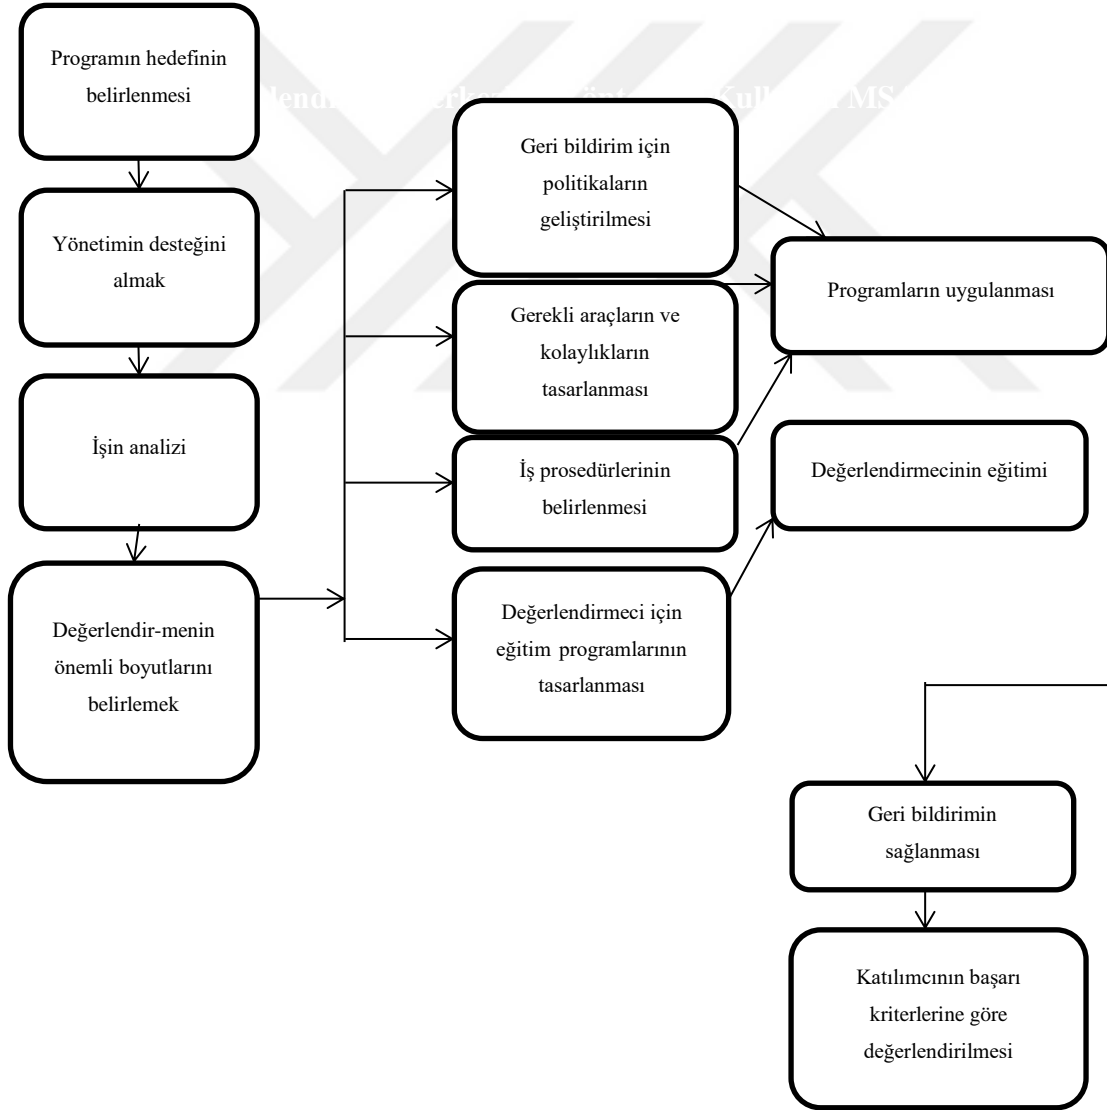 Programın hedefinin
belirlenmesi
Yönetimin desteğini
almak
İşin analizi
Değerlendir-menin
önemli boyutlarını
belirlemek
Geri bildirim için
politikaların
geliştirilmesi
Gerekli araçların ve
kolaylıkların
tasarlanması
İş prosedürlerinin
belirlenmesi
Değerlendirmeci için
eğitim programlarının
tasarlanması
Programların uygulanması
Değerlendirmecinin eğitimi
Geri bildirimin
sağlanması
Katılımcının başarı
kriterlerine göre
değerlendirilmesi